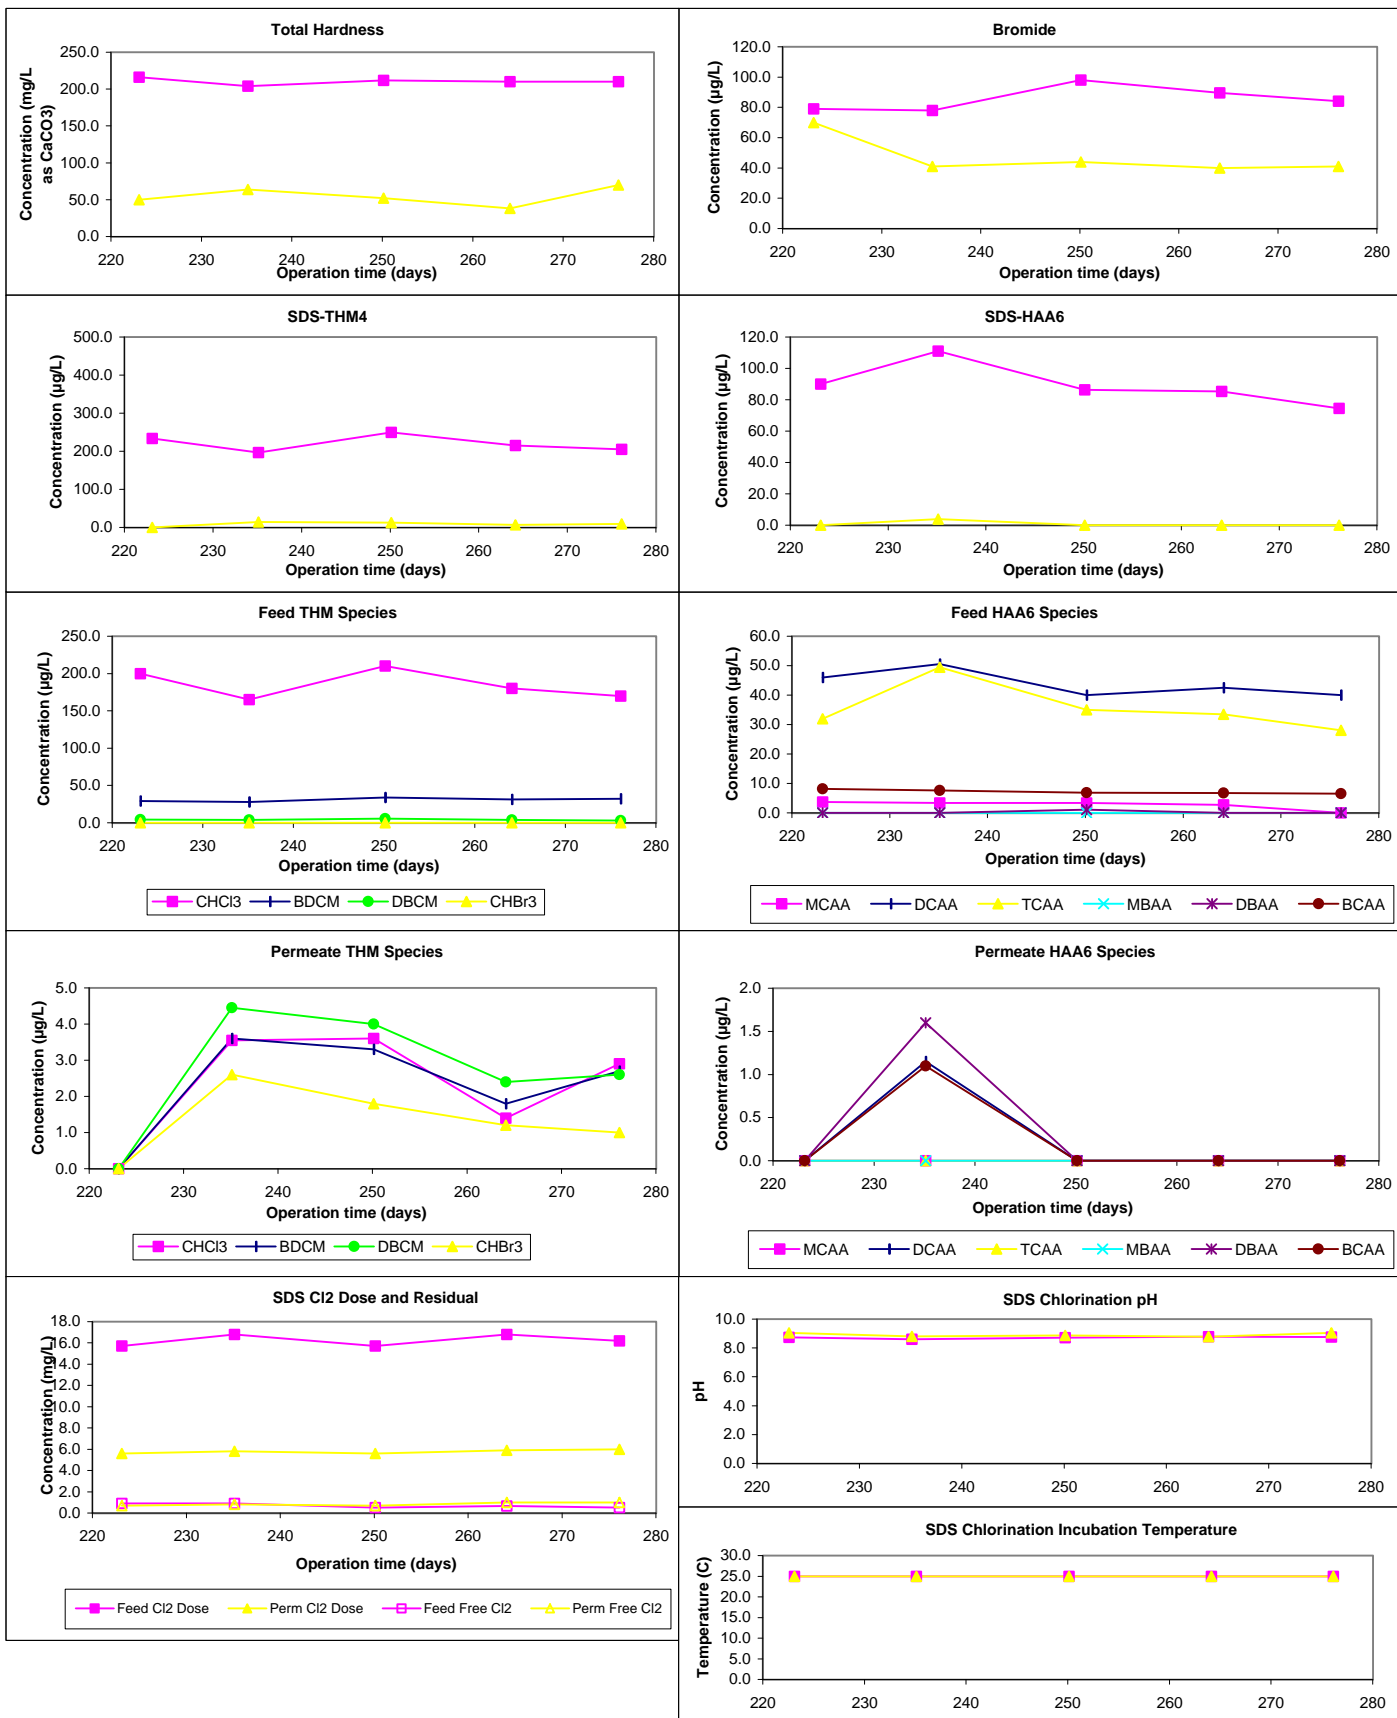 Total Hardness
Concentration (mg/L
as CaCO3)
250.0
200.0
150.0
100.0
50.0
0.0
220 230 240 250 260 270 280
Operation time (days)
Bromide
Concentration (µg/L)
120.0
100.0
80.0
60.0
40.0
20.0
0.0
220 230 240 250 260 270 280
Operation time (days)
SDS-THM4
Concentration (µg/L)
500.0
400.0
300.0
200.0
100.0
0.0
220 230 240 250 260 270 280
Operation time (days)
SDS-HAA6
Concentration (µg/L)
120.0
100.0
80.0
60.0
40.0
20.0
0.0
220 230 240 250 260 270 280
Operation time (days)
Feed THM Species
Concentration (µg/L)
250.0
200.0
150.0
100.0
50.0
0.0
220 230 240 250 260 270 280
Operation time (days)
CHCl3 BDCM DBCM CHBr3
Feed HAA6 Species
Concentration (µg/L)
60.0
50.0
40.0
30.0
20.0
10.0
0.0
220 230 240 250 260 270 280
Operation time (days)
MCAA DCAA TCAA MBAA DBAA BCAA
Permeate THM Species
Concentration (µg/L)
5.0
4.0
3.0
2.0
1.0
0.0
220 230 240 250 260 270 280
Operation time (days)
CHCl3 BDCM DBCM CHBr3
Permeate HAA6 Species
Concentration (µg/L)
2.0
1.5
1.0
0.5
0.0
220 230 240 250 260 270 280
Operation time (days)
MCAA DCAA TCAA MBAA DBAA BCAA
SDS Cl2 Dose and Residual
Concentration (mg/L)
18.0
16.0
14.0
12.0
10.0
8.0
6.0
4.0
2.0
0.0
220 230 240 250 260 270 280
Operation time (days)
Feed Cl2 Dose Perm Cl2 Dose Feed Free Cl2 Perm Free Cl2
SDS Chlorination pH
pH
10.0
8.0
6.0
4.0
2.0
0.0
220 230 240 250 260 270 280
SDS Chlorination Incubation Temperature
Temperature (C)
30.0
25.0
20.0
15.0
10.0
5.0
0.0
220 230 240 250 260 270 280